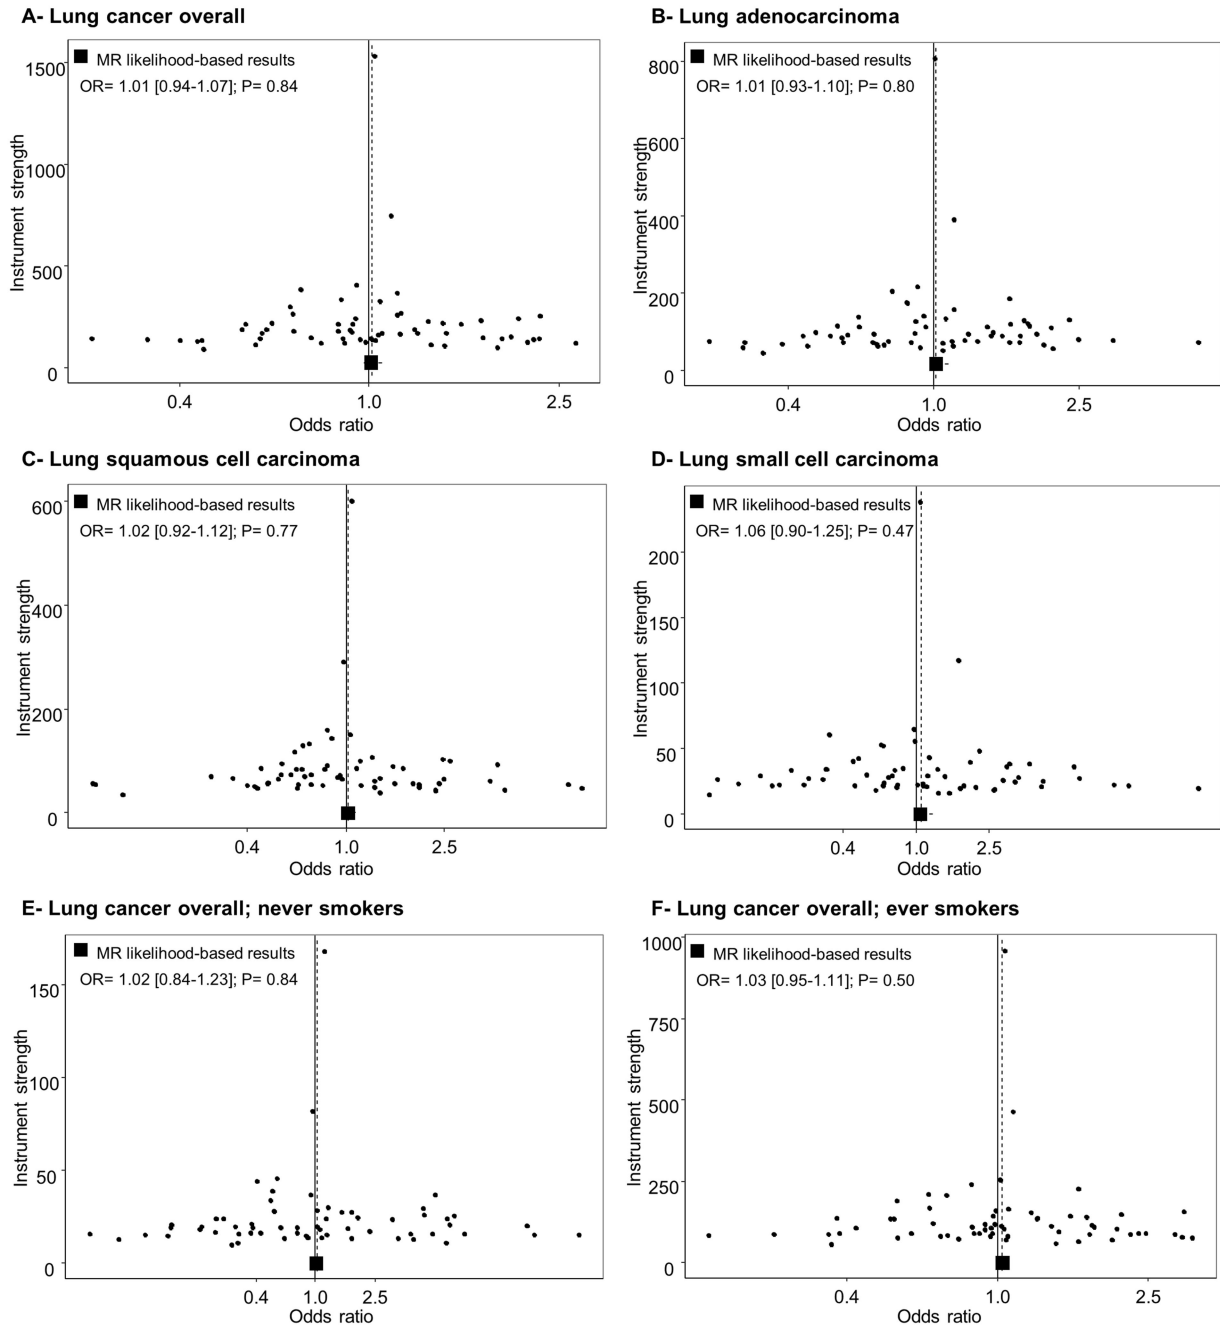 A- Lung cancer overall
MR likelihood-based results
OR= 1.01 [0.94-1.07]; P= 0.84
Instrument strength
1500
1000
500
0
0.4 1.0 2.5
Odds ratio
B- Lung adenocarcinoma
MR likelihood-based results
OR= 1.01 [0.93-1.10]; P= 0.80
Instrument strength
800
600
400
200
0
0.4 1.0 2.5
Odds ratio
C- Lung squamous cell carcinoma
MR likelihood-based results
OR= 1.02 [0.92-1.12]; P= 0.77
Instrument strength
600
400
200
0
0.4 1.0 2.5
Odds ratio
D- Lung small cell carcinoma
MR likelihood-based results
OR= 1.06 [0.90-1.25]; P= 0.47
Instrument strength
200
150
100
50
0
0.4 1.0 2.5
Odds ratio
E- Lung cancer overall; never smokers
MR likelihood-based results
OR= 1.02 [0.84-1.23]; P= 0.84
Instrument strength
150
100
50
0
0.4 1.0 2.5
Odds ratio
F- Lung cancer overall; ever smokers
MR likelihood-based results
OR= 1.03 [0.95-1.11]; P= 0.50
Instrument strength
1000
750
500
250
0
0.4 1.0 2.5
Odds ratio